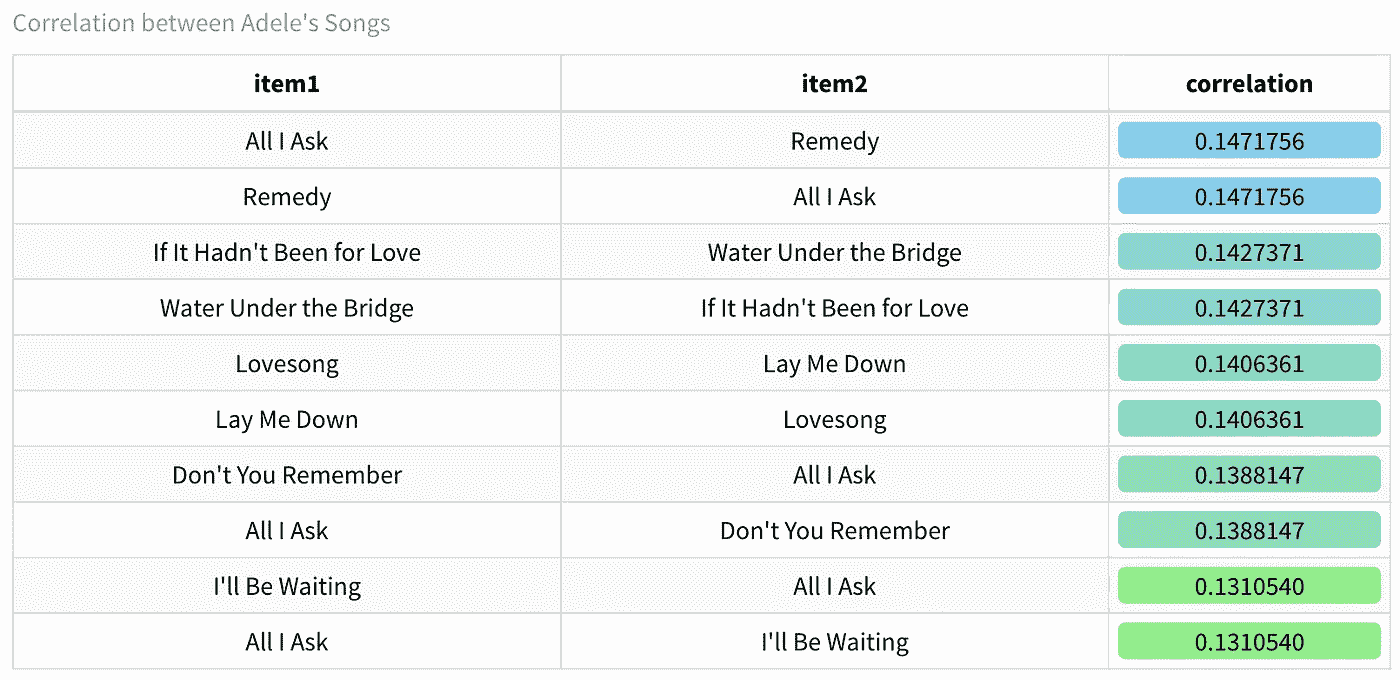 Correlation between Adele's Songs
item1 item2 correlation
All I Ask Remedy 0.1471756
Remedy All I Ask 0.1471756
If It Hadn't Been for Love Water Under the Bridge 0.1427371
Water Under the Bridge If It Hadn't Been for Love 0.1427371
Lovesong Lay Me Down 0.1406361
Lay Me Down Lovesong 0.1406361
Don't You Remember All I Ask 0.1388147
All I Ask Don't You Remember 0.1388147
I'll Be Waiting All I Ask 0.1310540
All I Ask I'll Be Waiting 0.1310540